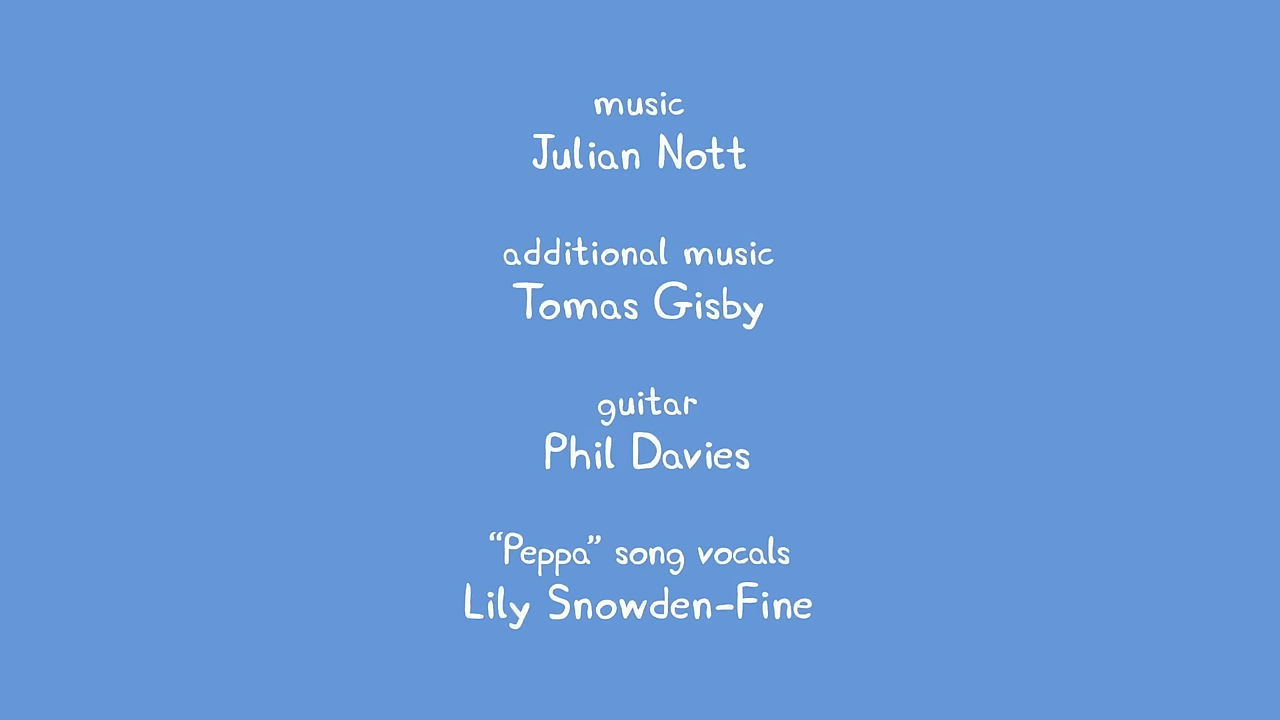 music
Julian Nott
additional music
Tomas Gisby
guitar
Phil Davies
“Peppa” song vocals
Lily Snowden-Fine